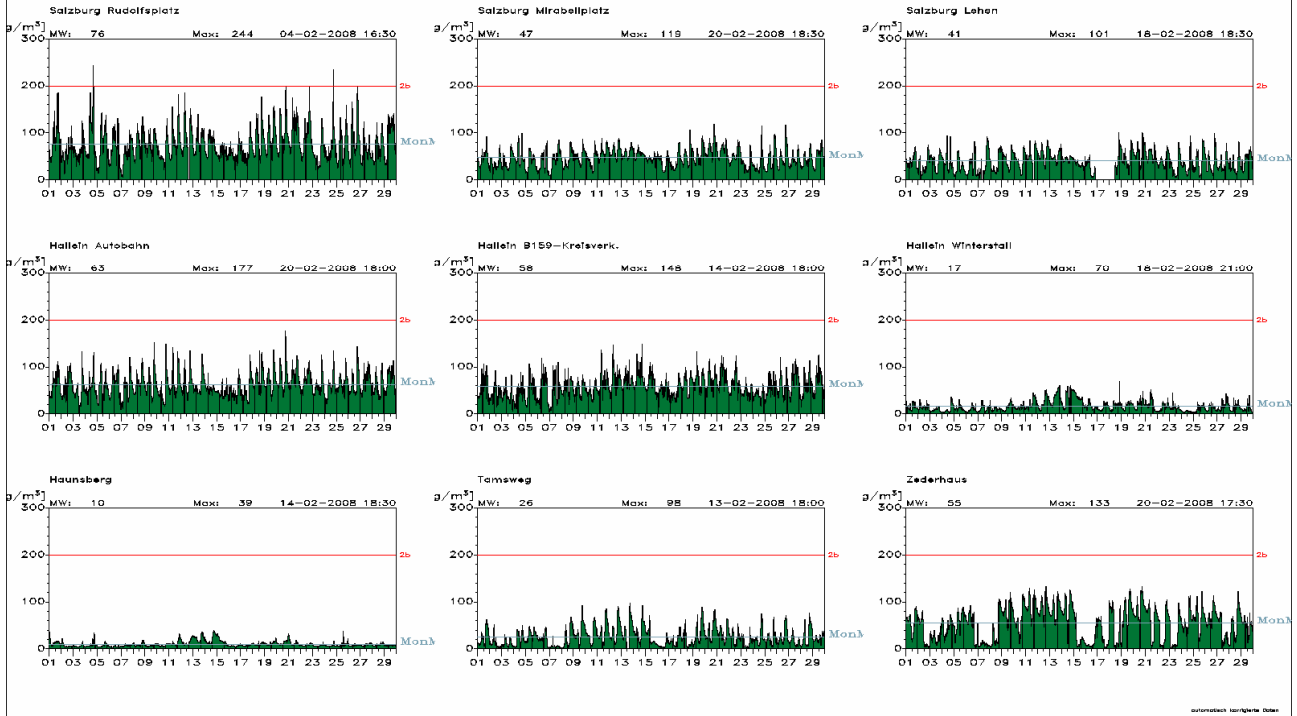 Salzburg Rudolfsplatz Salzburg Mirabellplatz Salzburg Lehen
g/m³] MW: 76 Max: 244 04-02-2008 16:30 g/m³] MW: 47 Max: 119 20-02-2008 18:30 g/m³] MW: 41 Max: 101 18-02-2008 18:30
300 300 300
200 2b 200 2b 200 2b
100 MonM 100 MonM 100 MonM
0 0 0
01 03 05 07 09 11 13 15 17 19 21 23 25 27 29 01 03 05 07 09 11 13 15 17 19 21 23 25 27 29 01 03 05 07 09 11 13 15 17 19 21 23 25 27 29
Hallein Autobahn Hallein B159-Kreisverk. Hallein Winterstall
g/m³] MW: 63 Max: 177 20-02-2008 18:00 g/m³] MW: 58 Max: 148 14-02-2008 18:00 g/m³] MW: 17 Max: 70 18-02-2008 21:00
300 300 300
200 2b 200 2b 200 2b
100 MonM 100 MonM 100
0 0 0 MonM
01 03 05 07 09 11 13 15 17 19 21 23 25 27 29 01 03 05 07 09 11 13 15 17 19 21 23 25 27 29 01 03 05 07 09 11 13 15 17 19 21 23 25 27 29
Haunsberg Tamsweg Zederhaus
g/m³] MW: 10 Max: 39 14-02-2008 18:30 g/m³] MW: 26 Max: 98 13-02-2008 18:00 g/m³] MW: 55 Max: 133 20-02-2008 17:30
300 300 300
200 2b 200 2b 200 2b
100 100 100 MonM
0 MonM 0 MonM 0
01 03 05 07 09 11 13 15 17 19 21 23 25 27 29 01 03 05 07 09 11 13 15 17 19 21 23 25 27 29 01 03 05 07 09 11 13 15 17 19 21 23 25 27 29
automatisch korrigierte Daten